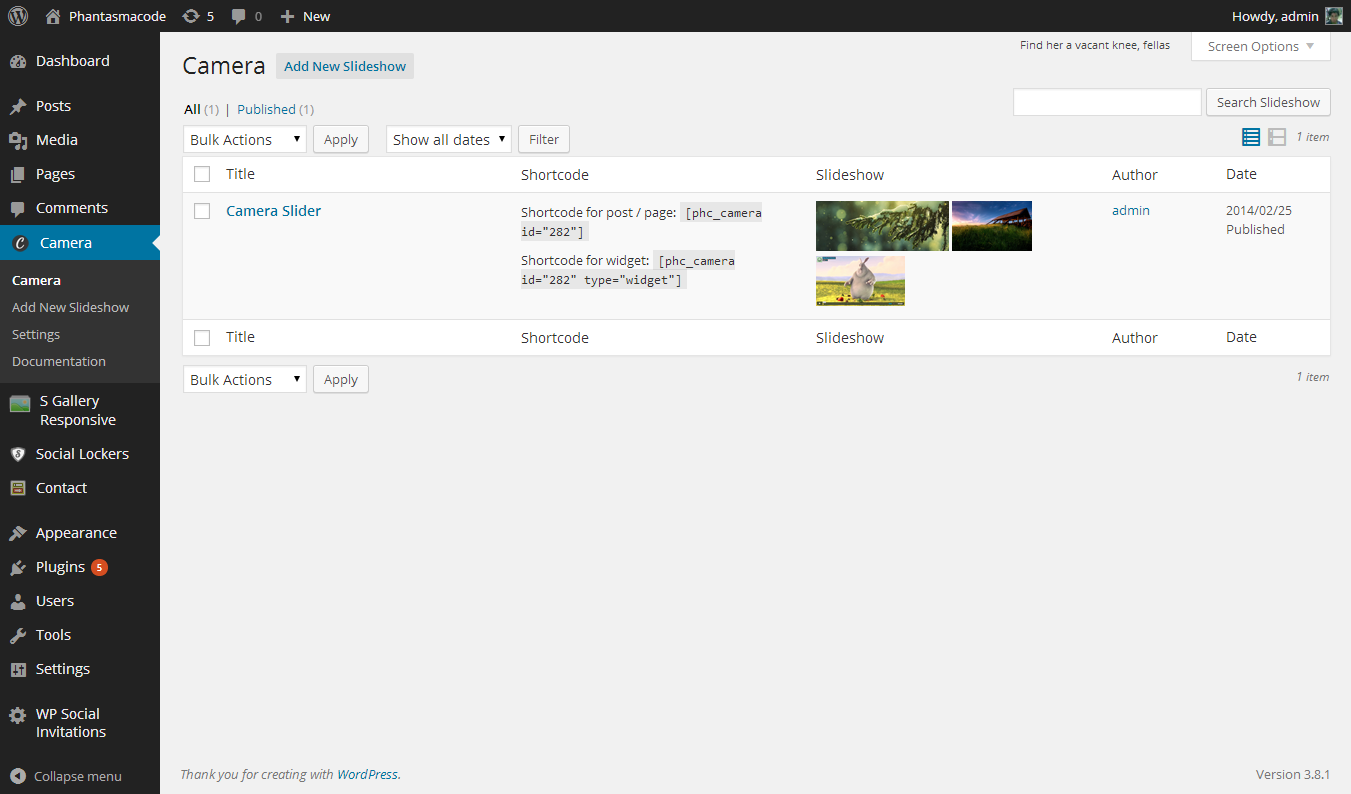 Phantasmacode 5 0 New Howdy, admin
Find her a vacant knee, fellas
Screen Options
Dashboard
Posts
Media
Pages
Comments
Camera
Camera
Add New Slideshow
Settings
Documentation
S Gallery
Responsive
Social Lockers
Contact
Appearance
Plugins 5
Users
Tools
Settings
WP Social
Invitations
Collapse menu
Camera Add New Slideshow
All (1) | Published (1)
Search Slideshow
Bulk Actions Apply Show all dates Filter 1 item
Title Shortcode Slideshow Author Date
Camera Slider
Shortcode for post / page: [phc_camera
id="282"]
Shortcode for widget: [phc_camera
id="282" type="widget"]
admin
2014/02/25
Published
Title Shortcode Slideshow Author Date
Bulk Actions Apply 1 item
Thank you for creating with WordPress. Version 3.8.1